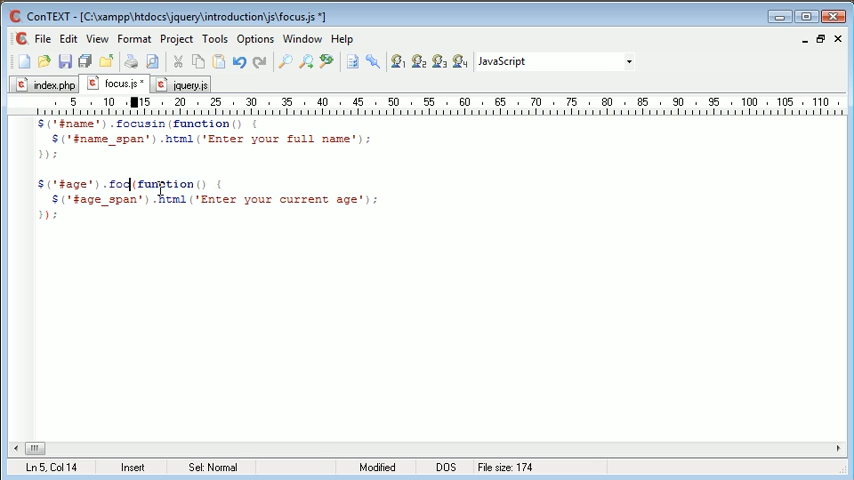 ConTEXT - [C:\xampp\htdocs\jquery\introduction\js\focus.js *]
File Edit View Format Project Tools Options Window Help
1 2 3 4 JavaScript
index.php focus.js * jquery.js
5 10 15 20 25 30 35 40 45 50 55 60 65 70 75 80 85 90 95 100 105 110
$('#name').focusin(function() {
$('#name_span').html('Enter your full name');
});
$('#age').foc(function() {
$('#age_span').html('Enter your current age');
});
Ln 5, Col 14 Insert Sel: Normal Modified DOS File size: 174